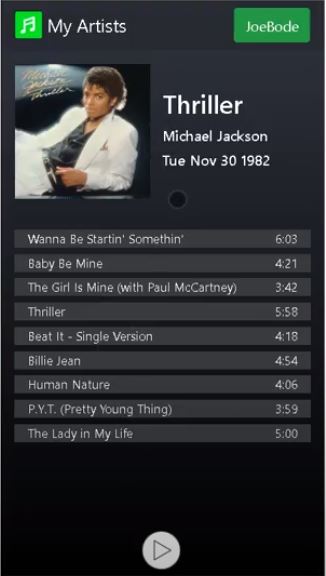 My Artists
JoeBode
Michael Jackson
Thriller
Thriller
Michael Jackson
Tue Nov 30 1982
Wanna Be Startin' Somethin' 6:03
Baby Be Mine 4:21
The Girl Is Mine (with Paul McCartney) 3:42
Thriller 5:58
Beat It - Single Version 4:18
Billie Jean 4:54
Human Nature 4:06
P.Y.T. (Pretty Young Thing) 3:59
The Lady in My Life 5:00